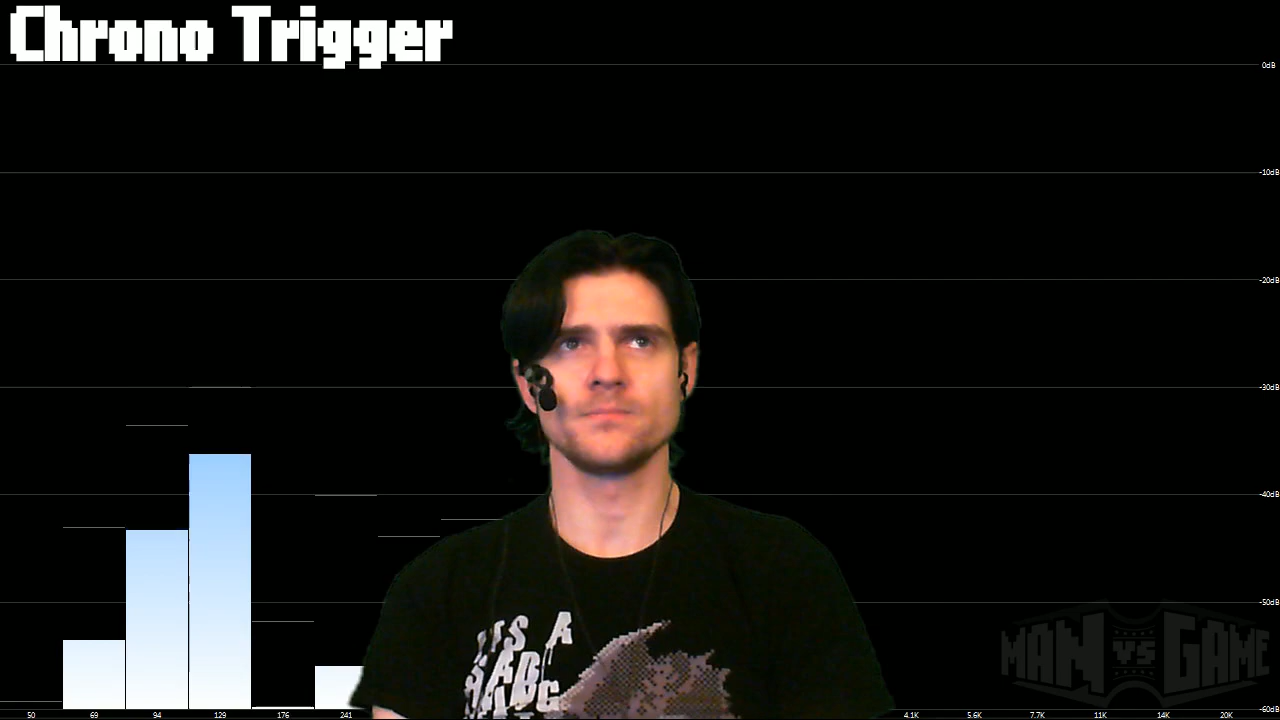 Chrono Trigger
0dB
-10dB
-20dB
-30dB
-40dB
IT'S A
-50dB
MAN VS GAME
-60dB
50 69 94 129 176 241 4.1K 5.6K 7.7K 11K 14K 20K